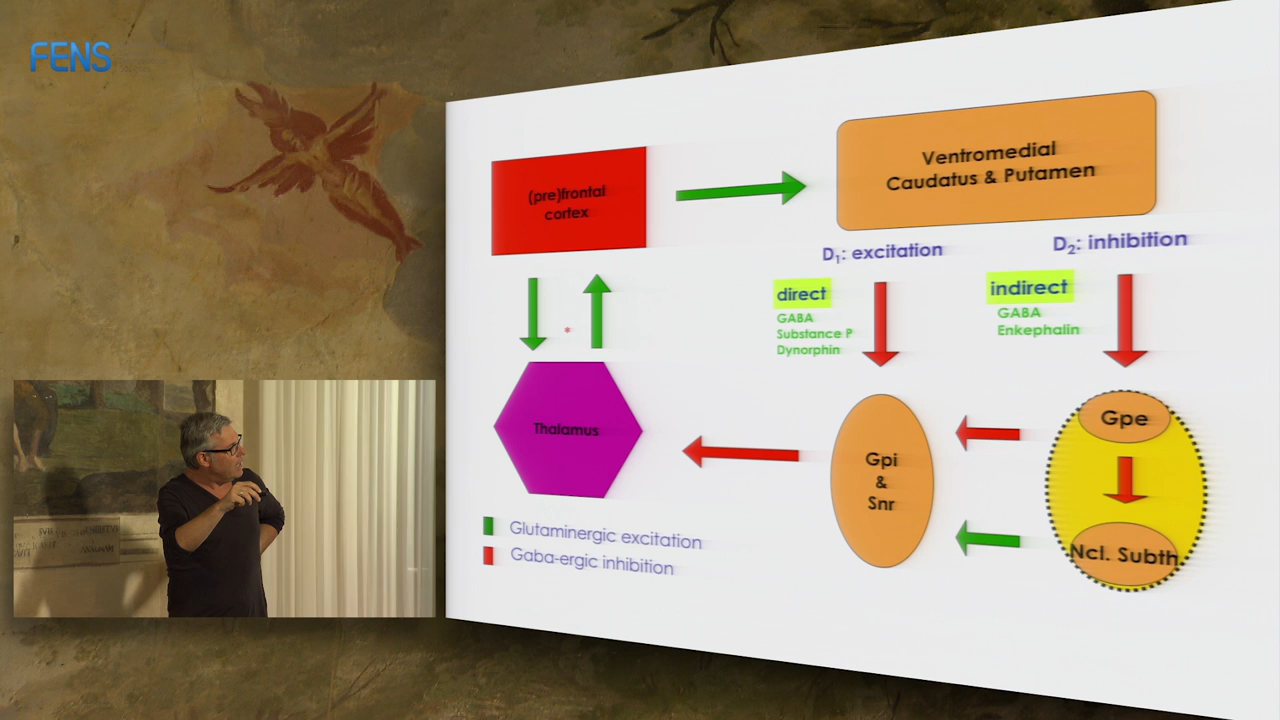 FENS
(pre)frontal
cortex
Ventromedial
Caudatus & Putamen
D₁: excitation
D₂: inhibition
direct
GABA
Substance P
Dynorphin
indirect
GABA
Enkephalin
Thalamus
Gpi
&
Snr
Gpe
Ncl. Subth
*
Glutaminergic excitation
Gaba-ergic inhibition